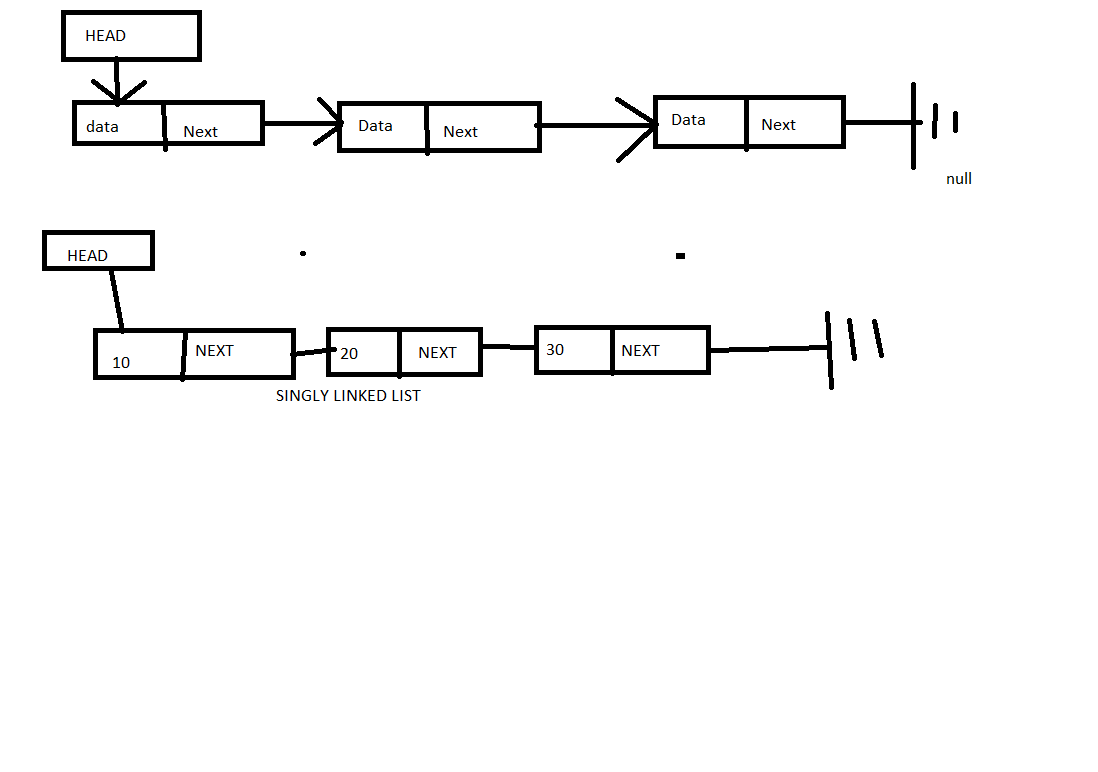 HEAD
data Next Data Next Data Next
null
HEAD
10 NEXT 20 NEXT 30 NEXT
SINGLY LINKED LIST